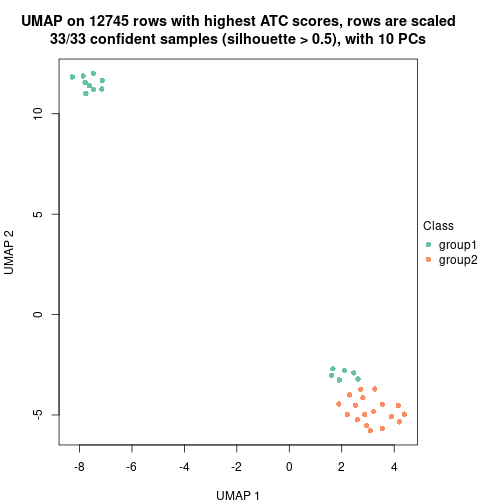 UMAP on 12745 rows with highest ATC scores, rows are scaled
33/33 confident samples (silhouette > 0.5), with 10 PCs
10
5
0
-5
UMAP 2
-8
-6
-4
-2
0
2
4
UMAP 1
Class
group1
group2